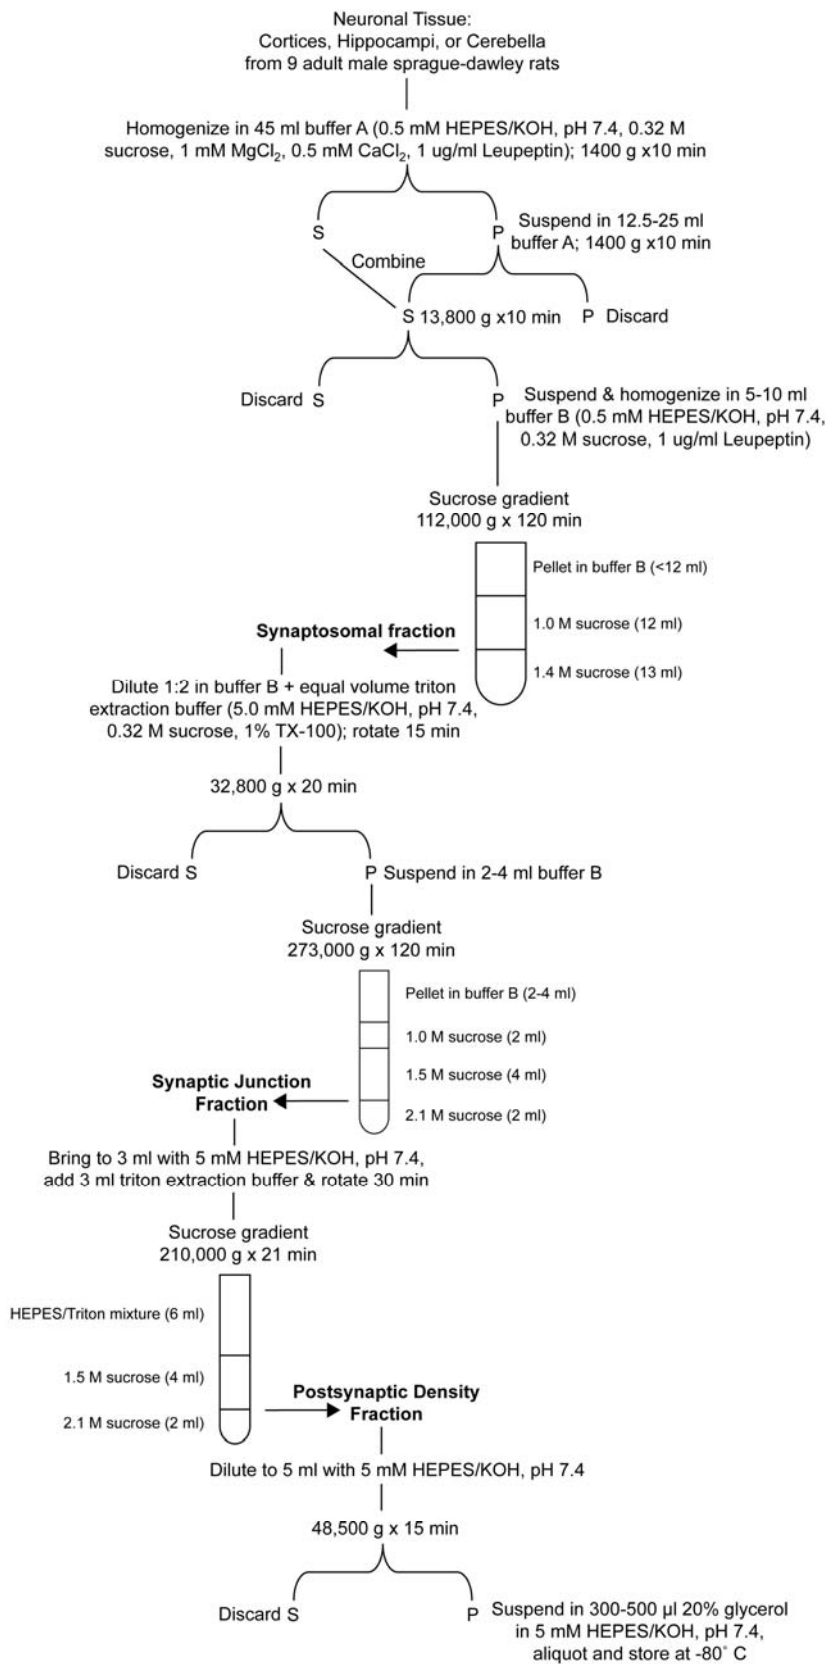 Neuronal Tissue:
Cortices, Hippocampi, or Cerebella
from 9 adult male sprague-dawley rats
Homogenize in 45 ml buffer A (0.5 mM HEPES/KOH, pH 7.4, 0.32 M
sucrose, 1 mM MgCl₂, 0.5 mM CaCl₂, 1 ug/ml Leupeptin); 1400 g x10 min
S
P
Suspend in 12.5-25 ml
buffer A; 1400 g x10 min
Combine
S 13,800 g x10 min
P Discard
Discard S
P
Suspend & homogenize in 5-10 ml
buffer B (0.5 mM HEPES/KOH, pH 7.4,
0.32 M sucrose, 1 ug/ml Leupeptin)
Sucrose gradient
112,000 g x 120 min
Pellet in buffer B (<12 ml)
1.0 M sucrose (12 ml)
1.4 M sucrose (13 ml)
Synaptosomal fraction
Dilute 1:2 in buffer B + equal volume triton
extraction buffer (5.0 mM HEPES/KOH, pH 7.4,
0.32 M sucrose, 1% TX-100); rotate 15 min
32,800 g x 20 min
Discard S
P Suspend in 2-4 ml buffer B
Sucrose gradient
273,000 g x 120 min
Pellet in buffer B (2-4 ml)
1.0 M sucrose (2 ml)
1.5 M sucrose (4 ml)
2.1 M sucrose (2 ml)
Synaptic Junction
Fraction
Bring to 3 ml with 5 mM HEPES/KOH, pH 7.4,
add 3 ml triton extraction buffer & rotate 30 min
Sucrose gradient
210,000 g x 21 min
HEPES/Triton mixture (6 ml)
1.5 M sucrose (4 ml)
2.1 M sucrose (2 ml)
Postsynaptic Density
Fraction
Dilute to 5 ml with 5 mM HEPES/KOH, pH 7.4
48,500 g x 15 min
Discard S
P
Suspend in 300-500 µl 20% glycerol
in 5 mM HEPES/KOH, pH 7.4,
aliquot and store at -80˚ C